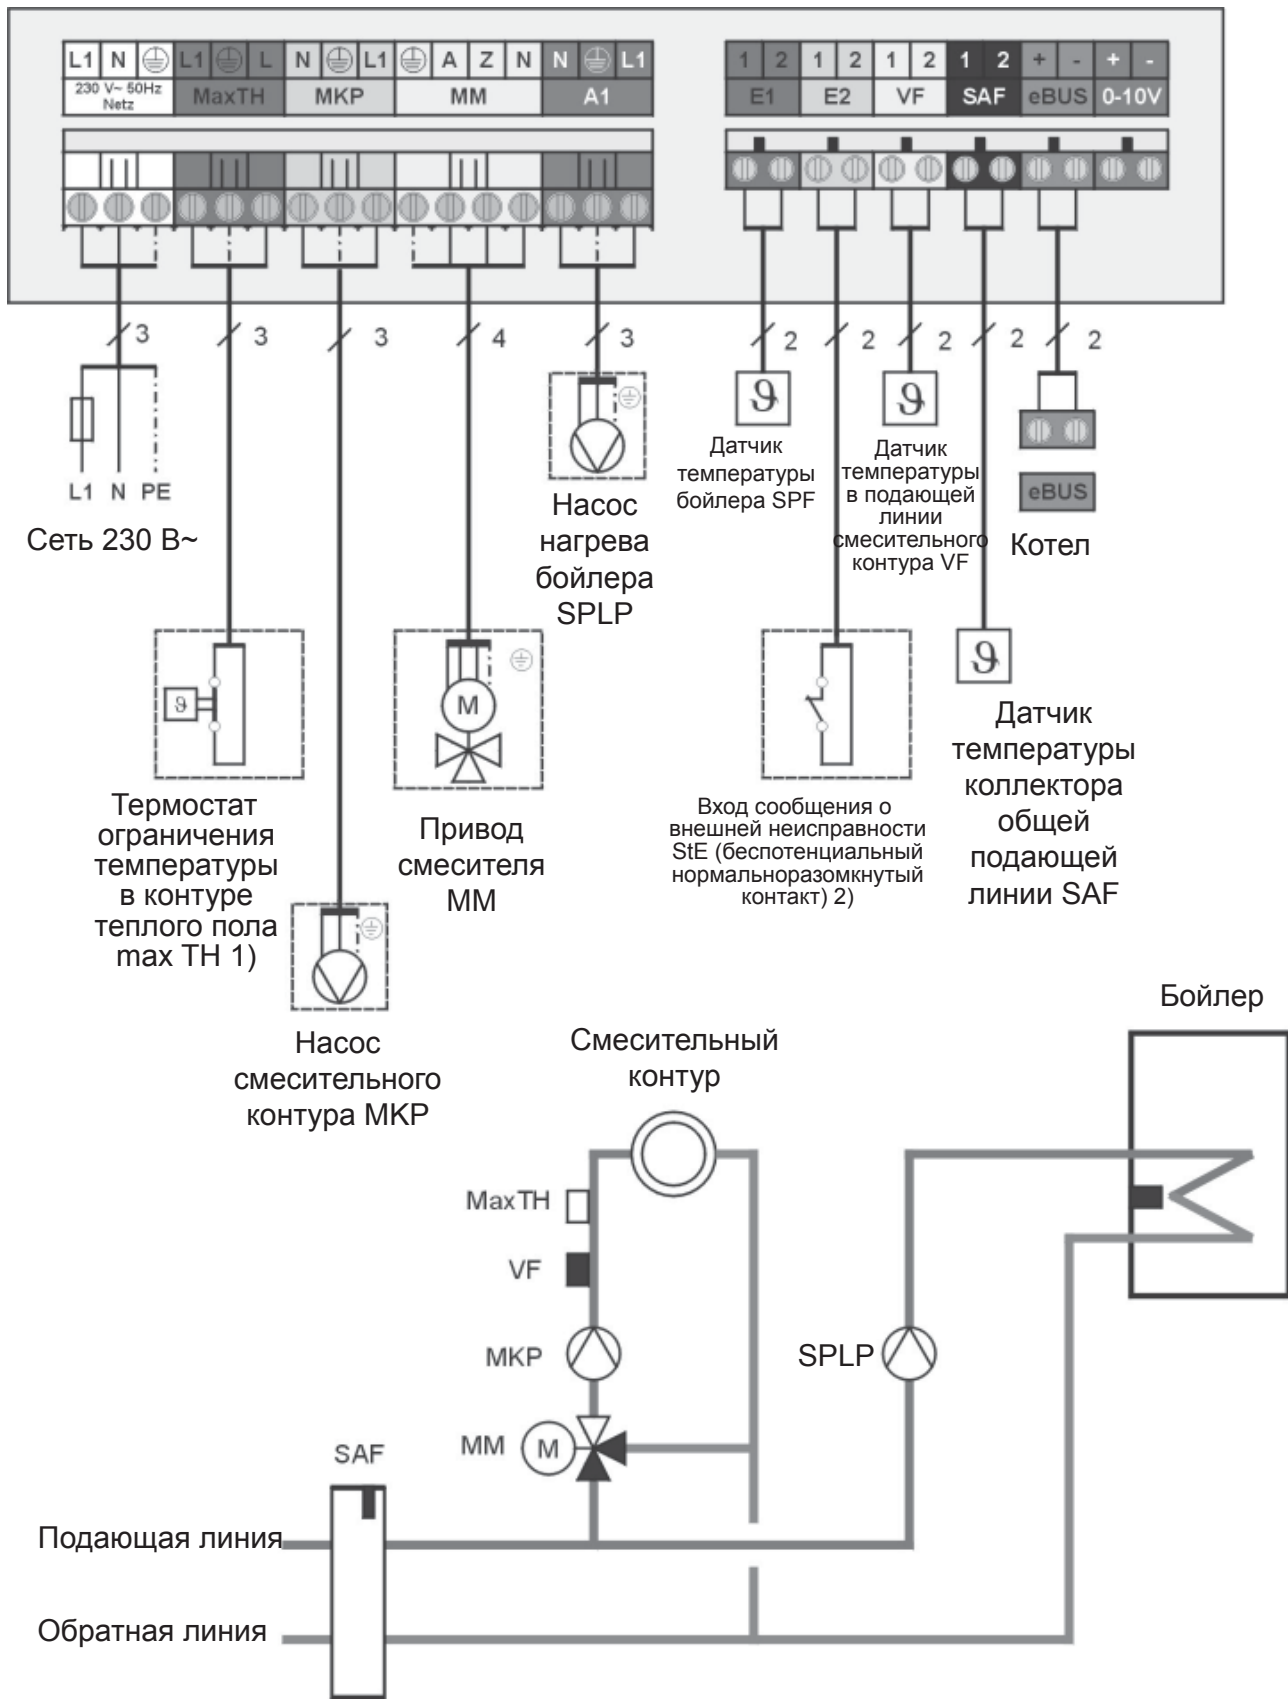 L1 N L1 L N L1 A Z N N L1
230 V~ 50Hz
Netz
MaxTH MKP MM A1
1 2 1 2 1 2 1 2 + - + -
E1 E2 VF SAF eBUS 0-10V
3 3 3 4 3 2 2 2 2 2
L1 N PE
Сеть 230 В~
Насос
нагрева
бойлера
SPLP
Датчик
температуры
бойлера SPF
Датчик
температуры
в подающей
линии
смесительного
контура VF
eBUS
Котел
Термостат
ограничения
температуры
в контуре
теплого пола
max TH 1)
M
Привод
смесителя
ММ
Вход сообщения о
внешней неисправности
StE (беспотенциальный
нормальноразомкнутый
контакт) 2)
Датчик
температуры
коллектора
общей
подающей
линии SAF
Насос
смесительного
контура МКР
Смесительный
контур
Бойлер
MaxTH
VF
MKP
SPLP
MM M
SAF
Подающая линия
Обратная линия